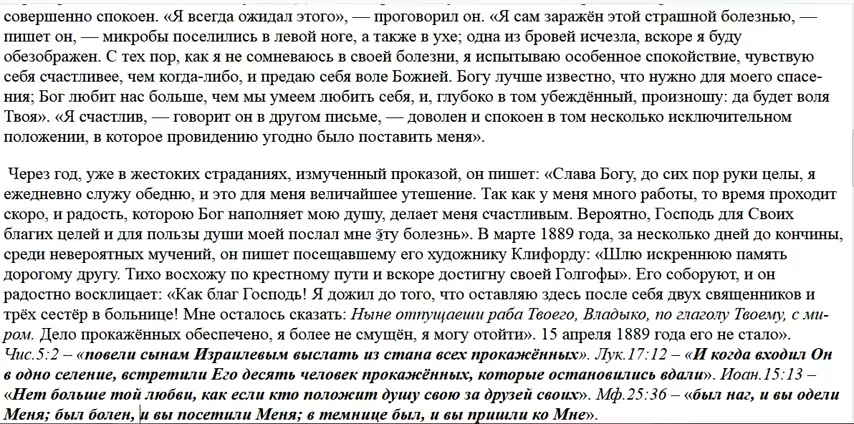 совершенно спокоен. «Я всегда ожидал этого», — проговорил он. «Я сам заражён этой страшной болезнью, —
пишет он, — микробы поселились в левой ноге, а также в ухе; одна из бровей исчезла, вскоре я буду
обезображен. С тех пор, как я не сомневаюсь в своей болезни, я испытываю особенное спокойствие, чувствую
себя счастливее, чем когда-либо, и предаю себя воле Божией. Богу лучше известно, что нужно для моего спасе-
ния; Бог любит нас больше, чем мы умеем любить себя, и, глубоко в том убеждённый, произношу: да будет воля
Твоя». «Я счастлив, — говорит он в другом письме, — доволен и спокоен в том несколько исключительном
положении, в которое провидению угодно было поставить меня».
Через год, уже в жестоких страданиях, измученный проказой, он пишет: «Слава Богу, до сих пор руки целы, я
ежедневно служу обедню, и это для меня величайшее утешение. Так как у меня много работы, то время проходит
скоро, и радость, которою Бог наполняет мою душу, делает меня счастливым. Вероятно, Господь для Своих
благих целей и для пользы души моей послал мне эту болезнь». В марте 1889 года, за несколько дней до кончины,
среди невероятных мучений, он пишет посещавшему его художнику Клифорду: «Шлю искреннюю память
дорогому другу. Тихо восхожу по крестному пути и вскоре достигну своей Голгофы». Его соборуют, и он
радостно восклицает: «Как благ Господь! Я дожил до того, что оставляю здесь после себя двух священников и
трёх сестёр в больнице! Мне осталось сказать: Ныне отпущаеши раба Твоего, Владыко, по глаголу Твоему, с ми-
ром. Дело прокажённых обеспечено, я более не смущён, я могу отойти». 15 апреля 1889 года его не стало».
Чис.5:2 – «повели сынам Израилевым выслать из стана всех прокажённых». Лук.17:12 – «И когда входил Он
в одно селение, встретили Его десять человек прокажённых, которые остановились вдали». Иоан.15:13 –
«Нет больше той любви, как если кто положит душу свою за друзей своих». Мф.25:36 – «был наг, и вы одели
Меня; был болен, и вы посетили Меня; в темнице был, и вы пришли ко Мне».